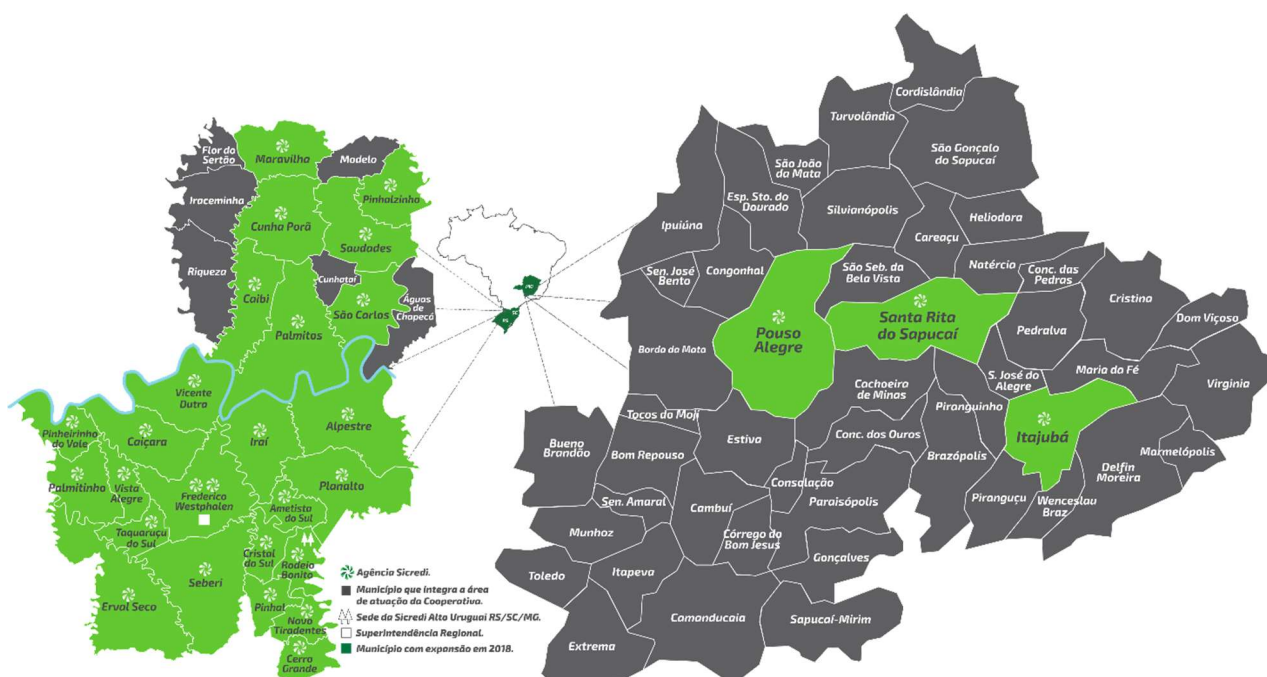 Flor do
Sertão
Maravilha
Modelo
Iraceminha
Pinhalzinho
Cunha Porã
Saudades
Riqueza
Cunhataí
Caibi
São Carlos
Águas
de
Chapecó
Palmitos
Vicente
Dutra
Pinheirinho
do Vale
Caiçara
Iraí
Alpestre
Palmitinho
Vista
Alegre
Frederico
Westphalen
Planalto
Ametista
do Sul
Taquaruçu
do Sul
Cristal
do Sul
Rodeio
Bonito
Seberi
Erval Seco
Pinhal
Novo
Tiradentes
Cerro
Grande
MG
SC
RS
Agência Sicredi.
Município que integra a área
de atuação da Cooperativa.
Sede da Sicredi Alto Uruguai RS/SC/MG.
Superintendência Regional.
Município com expansão em 2018.
Cordislândia
Turvolândia
São Gonçalo
do Sapucaí
São João
da Mata
Esp. Sto. do
Dourado
Silvianópolis
Heliodora
Ipuiúna
Careaçu
Natércia
Conc. das
Pedras
Sen. José
Bento
Congonhal
São Seb. da
Bela Vista
Cristina
Dom Viçoso
Santa Rita
do Sapucaí
Pouso
Alegre
Pedralva
Borda da Mata
S. José do
Alegre
Maria da Fé
Virginia
Cachoeira
de Minas
Piranguinho
Tocos do Moji
Itajubá
Bueno
Brandão
Estiva
Conc. dos Ouros
Bom Repouso
Brazópolis
Marmelópolis
Delfin
Moreira
Consalação
Paraisópolis
Piranguçu
Wenceslau
Braz
Sen. Amaral
Cambuí
Munhoz
Córrego do
Bom Jesus
Gonçalves
Toledo
Itapeva
Camanducaia
Sapucaí-Mirim
Extrema